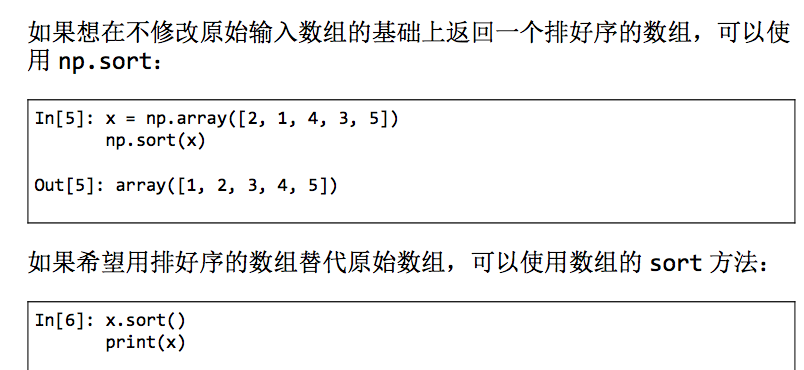 如果想在不修改原始输入数组的基础上返回一个排好序的数组，可以使
用 np.sort：
In[5]: x = np.array([2, 1, 4, 3, 5])
np.sort(x)
Out[5]: array([1, 2, 3, 4, 5])
如果希望用排好序的数组替代原始数组，可以使用数组的 sort 方法：
In[6]: x.sort()
print(x)